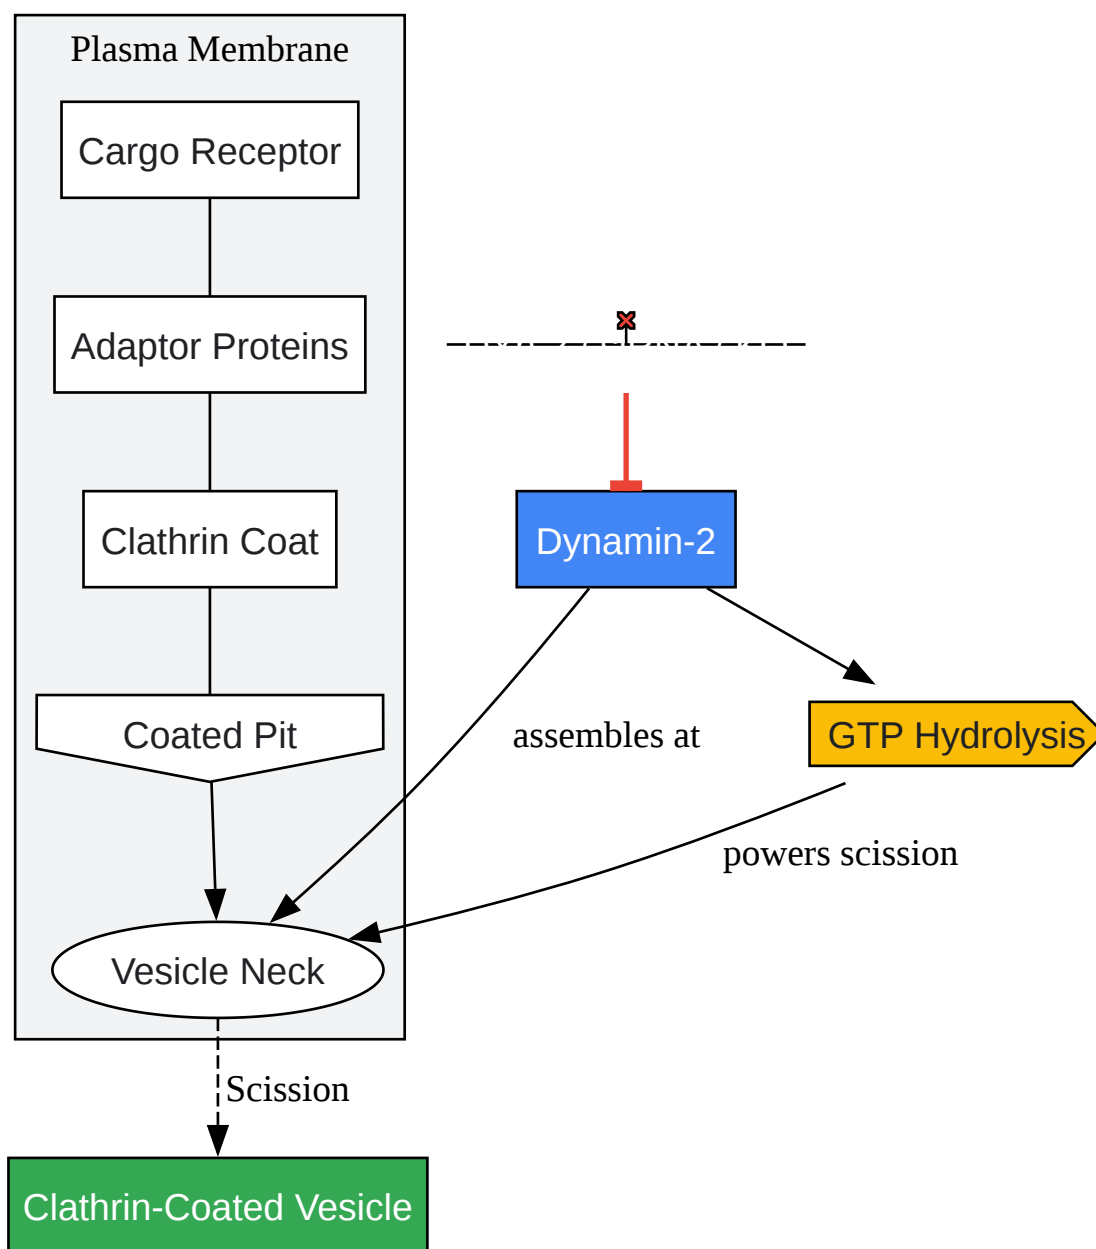 Plasma Membrane
Cargo Receptor
Adaptor Proteins
Clathrin Coat
Dynamin-2
Coated Pit
assembles at
GTP Hydrolysis
powers scission
Vesicle Neck
Scission
Clathrin-Coated Vesicle